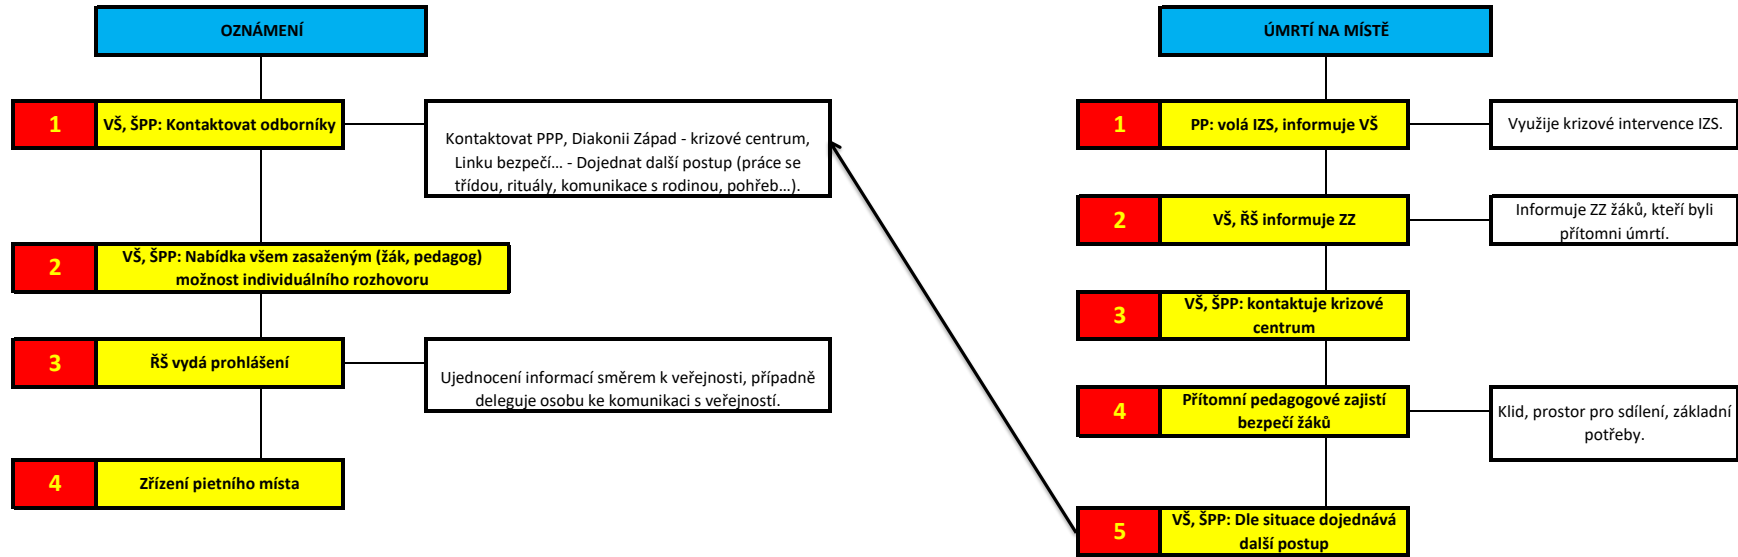 OZNÁMENÍ
1
VŠ, ŠPP: Kontaktovat odborníky
Kontaktovat PPP, Diakonii Západ - krizové centrum,
Linku bezpečí... - Dojednat další postup (práce se
třídou, rituály, komunikace s rodinou, pohřeb...).
2
VŠ, ŠPP: Nabídka všem zasaženým (žák, pedagog)
možnost individuálního rozhovoru
3
ŘŠ vydá prohlášení
Ujednocení informací směrem k veřejnosti, případně
deleguje osobu ke komunikaci s veřejností.
4
Zřízení pietního místa
ÚMRTÍ NA MÍSTĚ
1
PP: volá IZS, informuje VŠ
Využije krizové intervence IZS.
2
VŠ, ŘŠ informuje ZZ
Informuje ZZ žáků, kteří byli
přítomni úmrtí.
3
VŠ, ŠPP: kontaktuje krizové
centrum
4
Přítomní pedagogové zajistí
bezpečí žáků
Klid, prostor pro sdílení, základní
potřeby.
5
VŠ, ŠPP: Dle situace dojednává
další postup